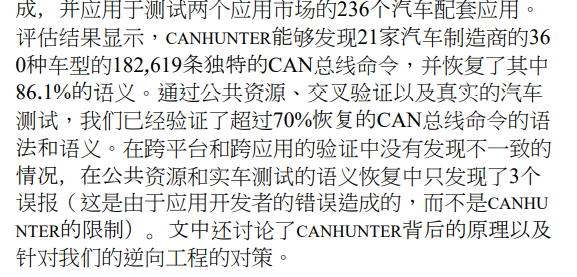 成，并应用于测试两个应用市场的236个汽车配套应用。
评估结果显示，CANHUNTER能够发现21家汽车制造商的36
0种车型的182,619条独特的CAN总线命令，并恢复了其中
86.1%的语义。通过公共资源、交叉验证以及真实的汽车
测试，我们已经验证了超过70%恢复的CAN总线命令的语
法和语义。在跨平台和跨应用的验证中没有发现不一致的
情况，在公共资源和实车测试的语义恢复中只发现了3个
误报（这是由于应用开发者的错误造成的，而不是CANHU
NTER的限制）。文中还讨论了CANHUNTER背后的原理以及
针对我们的逆向工程的对策。